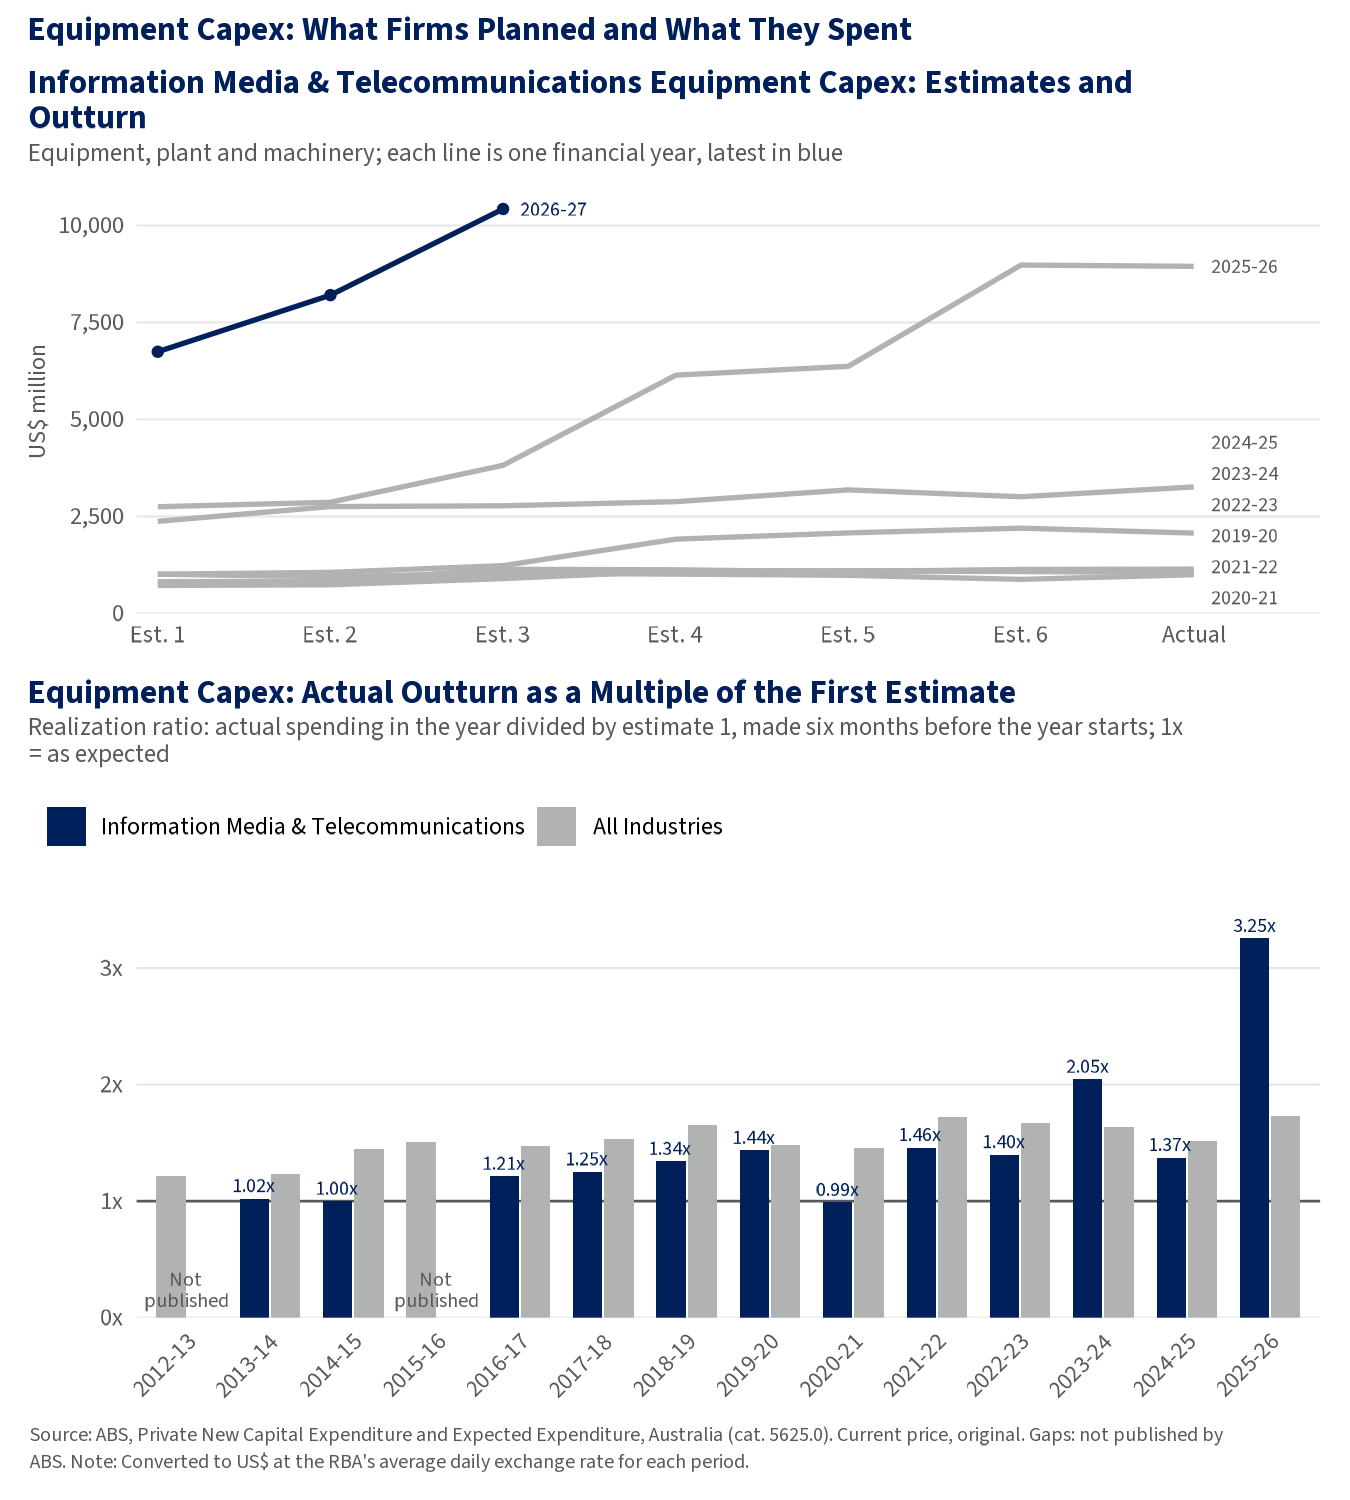 Equipment Capex: What Firms Planned and What They Spent
Information Media & Telecommunications Equipment Capex: Estimates and
Outturn
Equipment, plant and machinery; each line is one financial year, latest in blue
US$ million
10,000
7,500
5,000
2,500
0
2026-27
2025-26
2024-25
2023-24
2022-23
2019-20
2021-22
2020-21
Est. 1
Est. 2
Est. 3
Est. 4
Est. 5
Est. 6
Actual
Equipment Capex: Actual Outturn as a Multiple of the First Estimate
Realization ratio: actual spending in the year divided by estimate 1, made six months before the year starts; 1x
= as expected
Information Media & Telecommunications
All Industries
3x
2x
1x
0x
Not
published
1.02x
1.00x
Not
published
1.21x
1.25x
1.34x
1.44x
0.99x
1.46x
1.40x
2.05x
1.37x
3.25x
2012-13
2013-14
2014-15
2015-16
2016-17
2017-18
2018-19
2019-20
2020-21
2021-22
2022-23
2023-24
2024-25
2025-26
Source: ABS, Private New Capital Expenditure and Expected Expenditure, Australia (cat. 5625.0). Current price, original. Gaps: not published by
ABS. Note: Converted to US$ at the RBA's average daily exchange rate for each period.